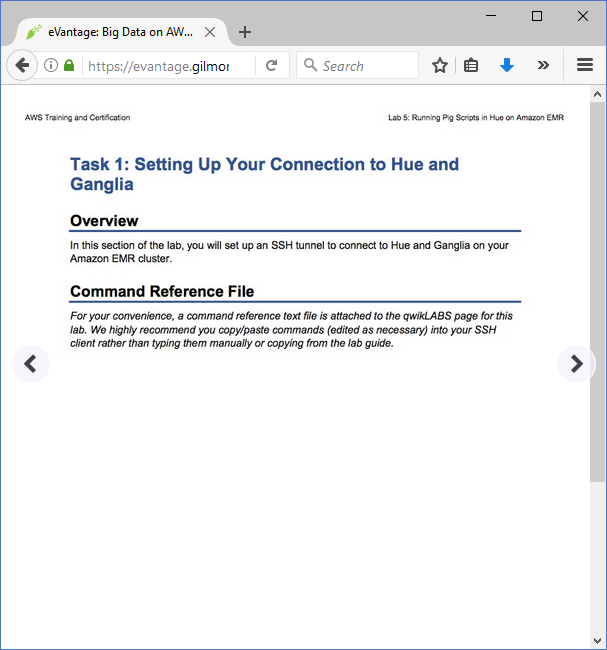 eVantage: Big Data on AW...
https://evantage.gilmor
Search
AWS Training and Certification
Lab 5: Running Pig Scripts in Hue on Amazon EMR
Task 1: Setting Up Your Connection to Hue and
Ganglia
Overview
In this section of the lab, you will set up an SSH tunnel to connect to Hue and Ganglia on your
Amazon EMR cluster.
Command Reference File
For your convenience, a command reference text file is attached to the qwikLABS page for this
lab. We highly recommend you copy/paste commands (edited as necessary) into your SSH
client rather than typing them manually or copying from the lab guide.